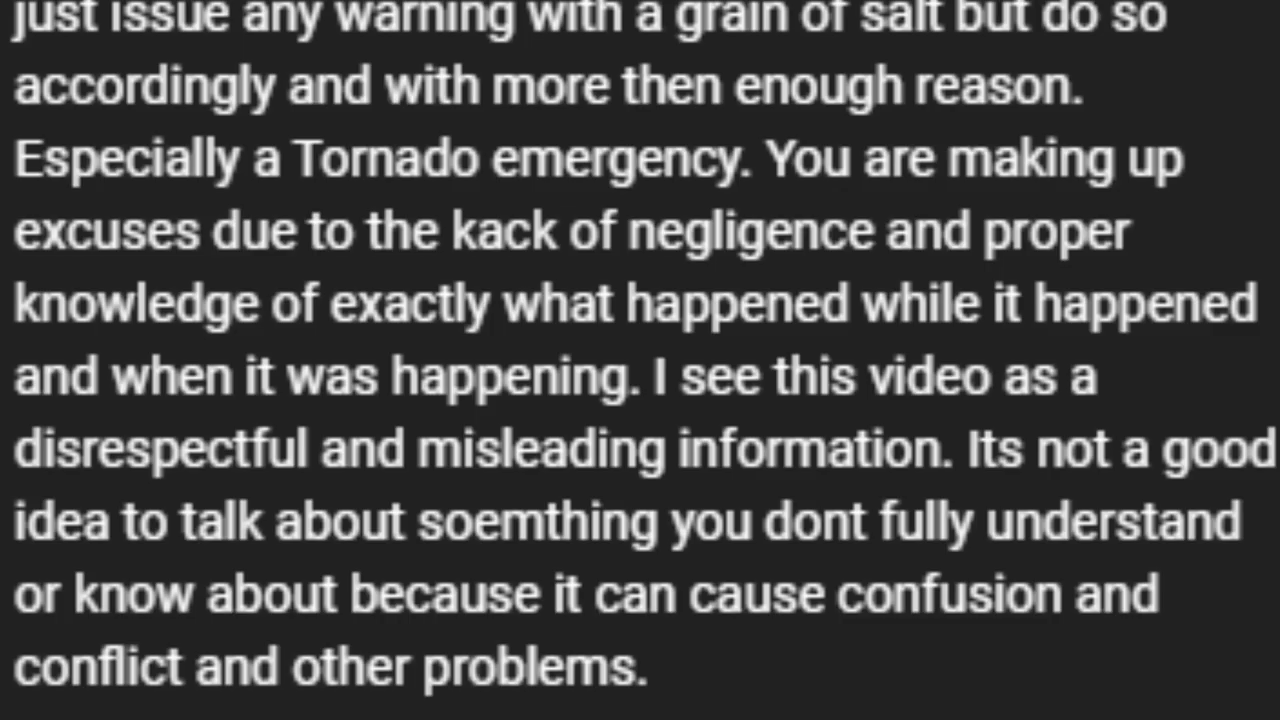 just issue any warning with a grain of salt but do so
accordingly and with more then enough reason.
Especially a Tornado emergency. You are making up
excuses due to the kack of negligence and proper
knowledge of exactly what happened while it happened
and when it was happening. I see this video as a
disrespectful and misleading information. Its not a good
idea to talk about soemthing you dont fully understand
or know about because it can cause confusion and
conflict and other problems.